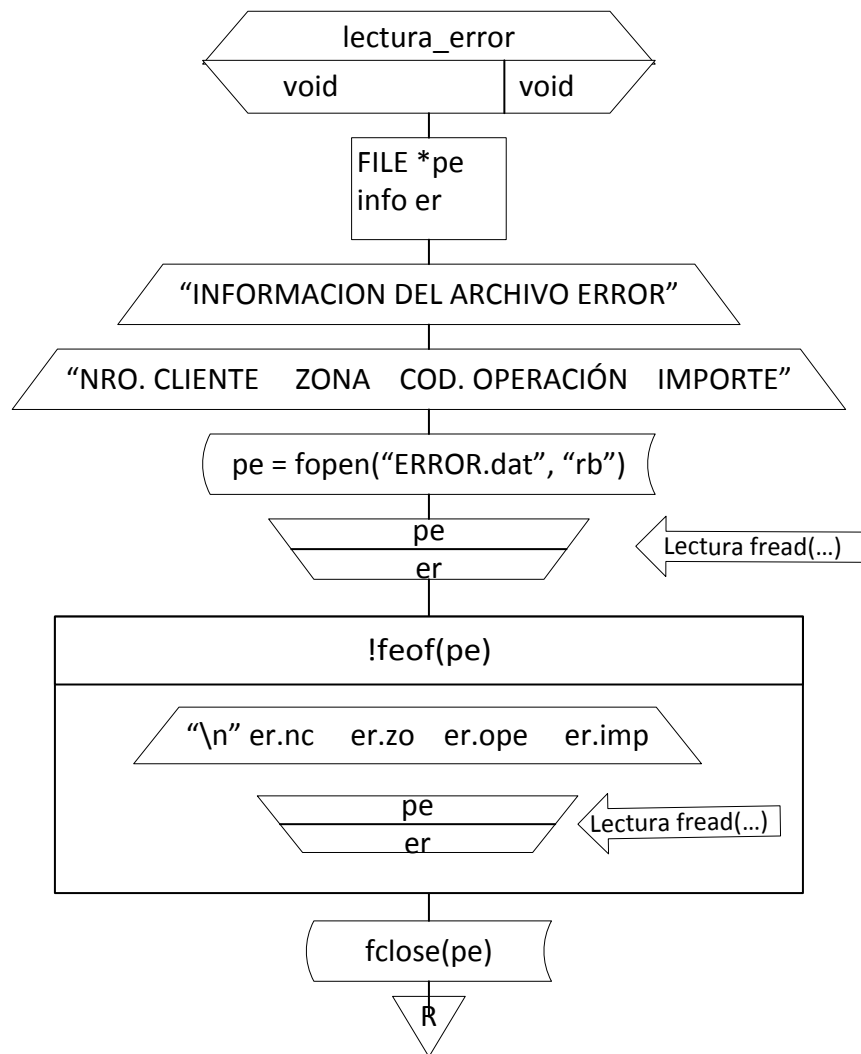 lectura_error
void void
FILE *pe
info er
“INFORMACION DEL ARCHIVO ERROR”
“NRO. CLIENTE ZONA COD. OPERACIÓN IMPORTE”
pe = fopen(“ERROR.dat”, “rb”)
pe
Lectura fread(...)
er
!feof(pe)
“\n” er.nc er.zo er.ope er.imp
pe
Lectura fread(...)
er
fclose(pe)
R